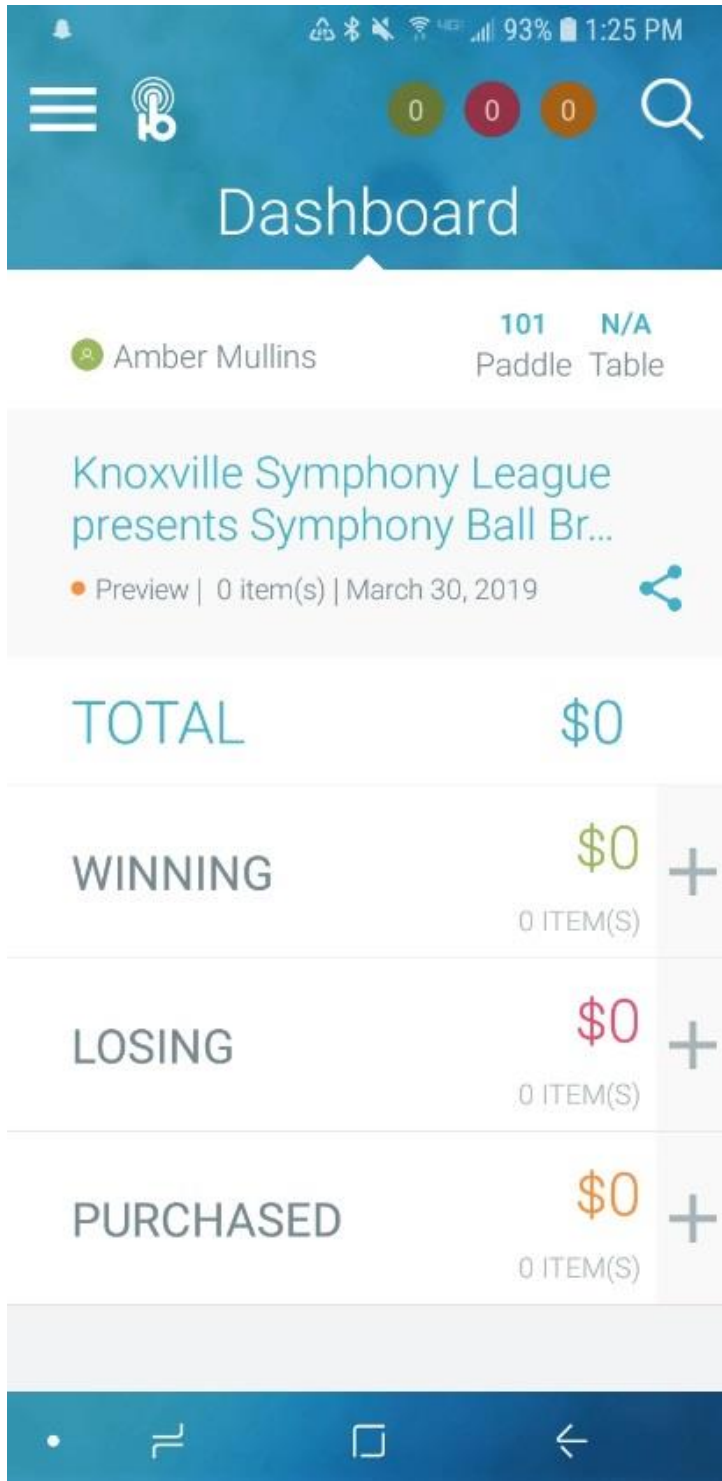 93% 1:25 PM
0 0 0
Dashboard
Amber Mullins
101 N/A
Paddle Table
Knoxville Symphony League
presents Symphony Ball Br...
Preview | 0 item(s) | March 30, 2019
TOTAL $0
WINNING $0
0 ITEM(S)
LOSING $0
0 ITEM(S)
PURCHASED $0
0 ITEM(S)